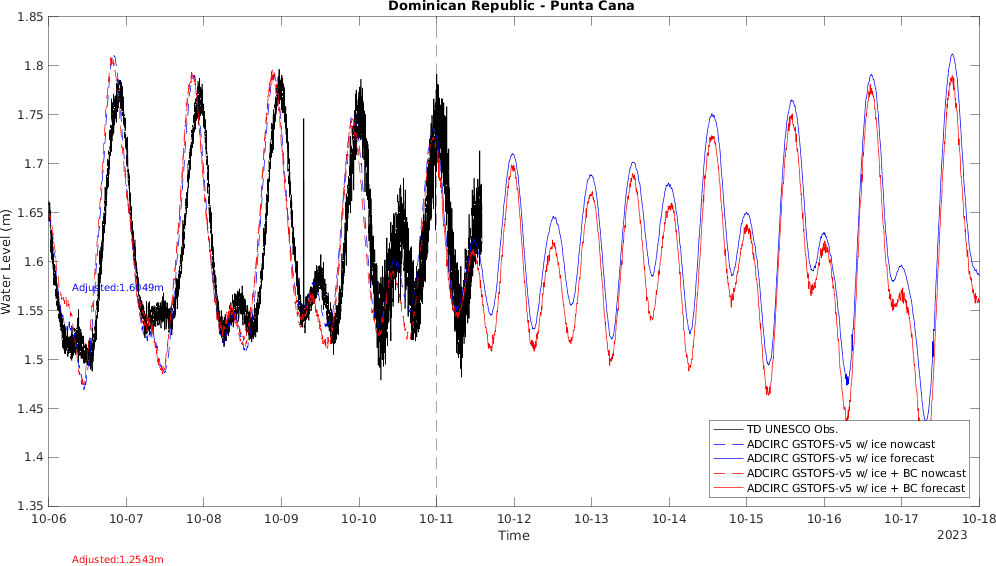 Dominican Republic - Punta Cana
1.85
1.8
1.75
1.7
1.65
1.6
1.55
1.5
1.45
1.4
1.35
Water Level (m)
Adjusted:1.6049m
TD UNESCO Obs.
ADCIRC GSTOFS-v5 w/ ice nowcast
ADCIRC GSTOFS-v5 w/ ice forecast
ADCIRC GSTOFS-v5 w/ ice + BC nowcast
ADCIRC GSTOFS-v5 w/ ice + BC forecast
10-06 10-07 10-08 10-09 10-10 10-11 10-12 10-13 10-14 10-15 10-16 10-17 10-18
Time
2023
Adjusted:1.2543m